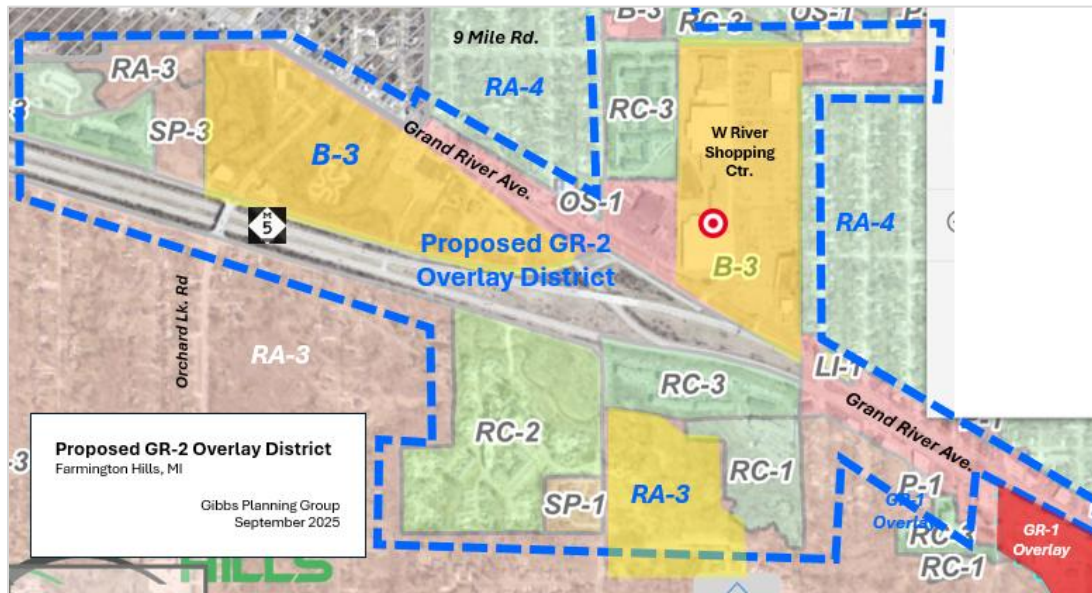 B-3
RC-3
OS-1
P-
9 Mile Rd.
RA-3
RA-4
RC-3
W River
Shopping
Ctr.
SP-3
-3
B-3
Grand River Ave.
OS-1
RA-4
M
5
Proposed GR-2
Overlay District
B-3
Orchard Lk. Rd
RA-3
RC-3
LI-1
Grand River Ave.
-3
Proposed GR-2 Overlay District
Farmington Hills, MI
Gibbs Planning Group
September 2025
RC-2
RC-1
SP-1
RA-3
P-1
GR-1
Overlay
RC-3
RC-1
GR-1
Overlay
HILLS